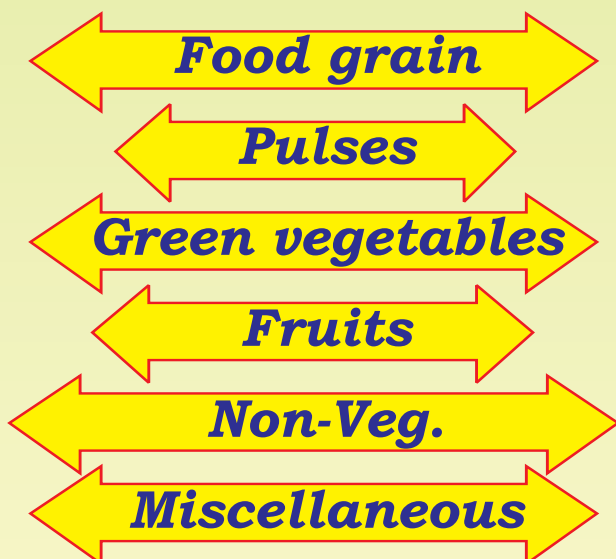 Food grain
Pulses
Green vegetables
Fruits
Non-Veg.
Miscellaneous